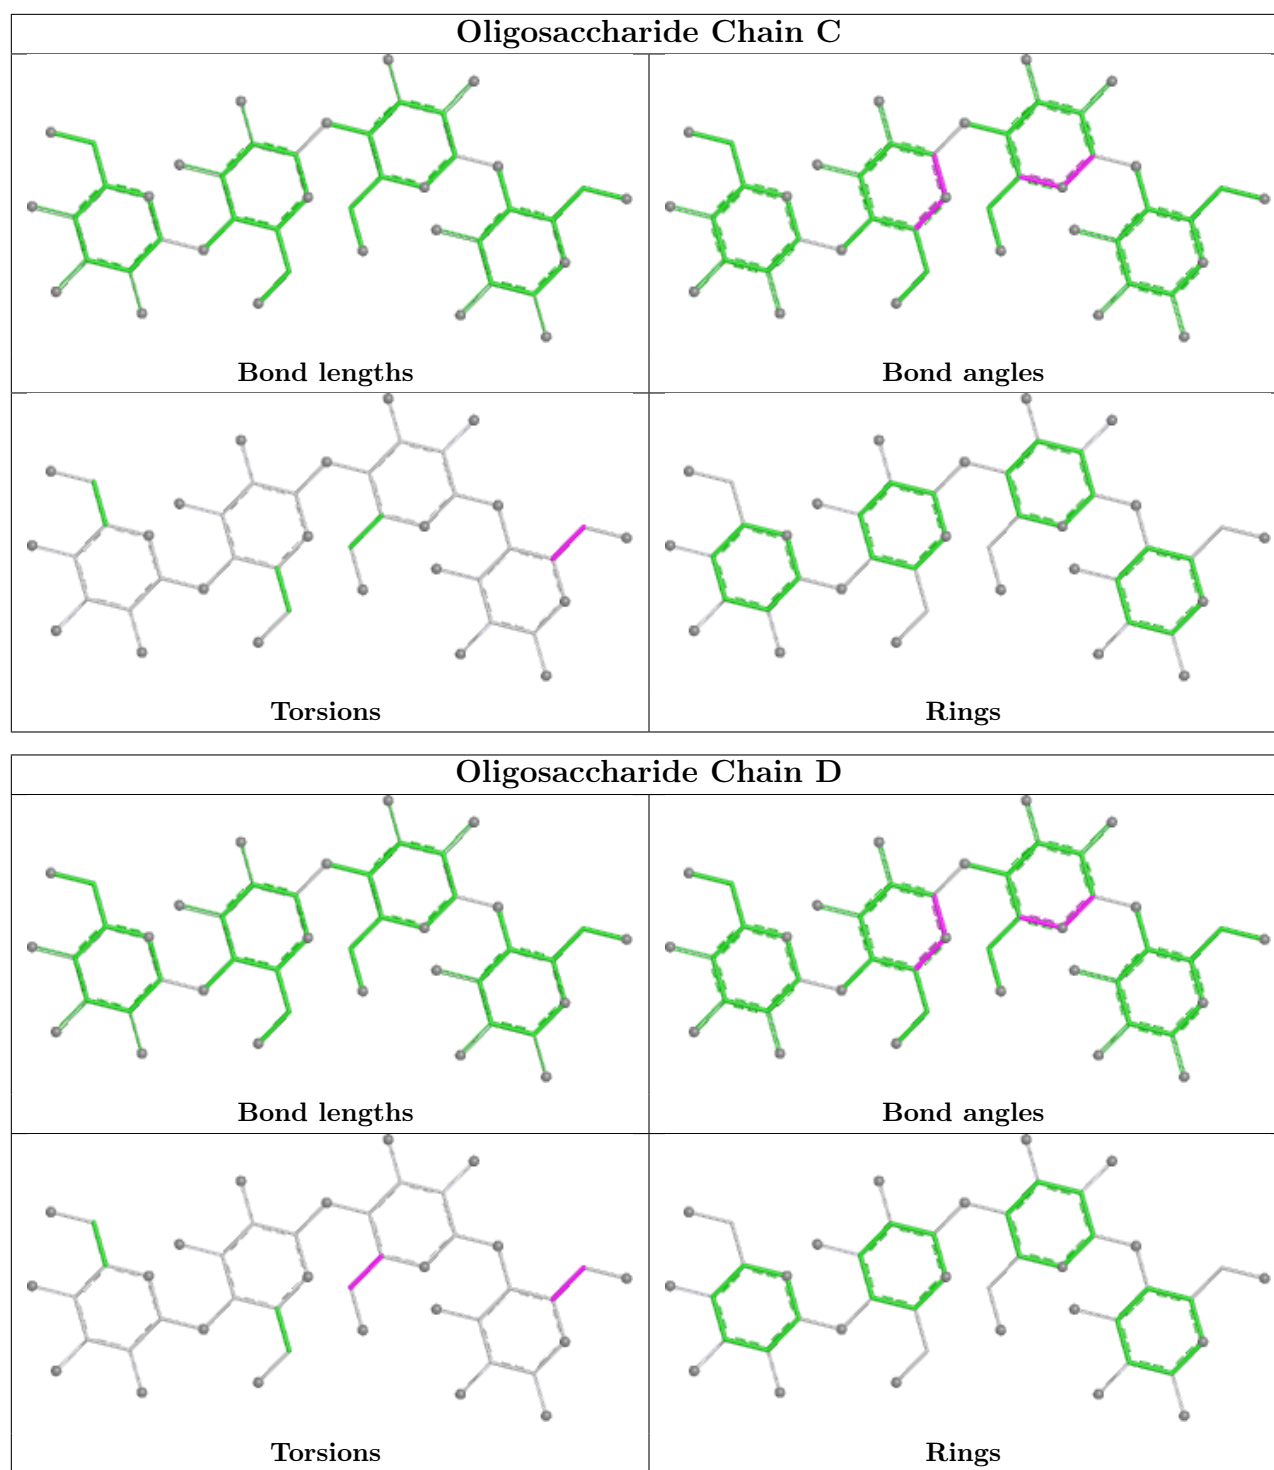 Oligosaccharide Chain C
Bond lengths
Bond angles
Torsions
Rings
Oligosaccharide Chain D
Bond lengths
Bond angles
Torsions
Rings